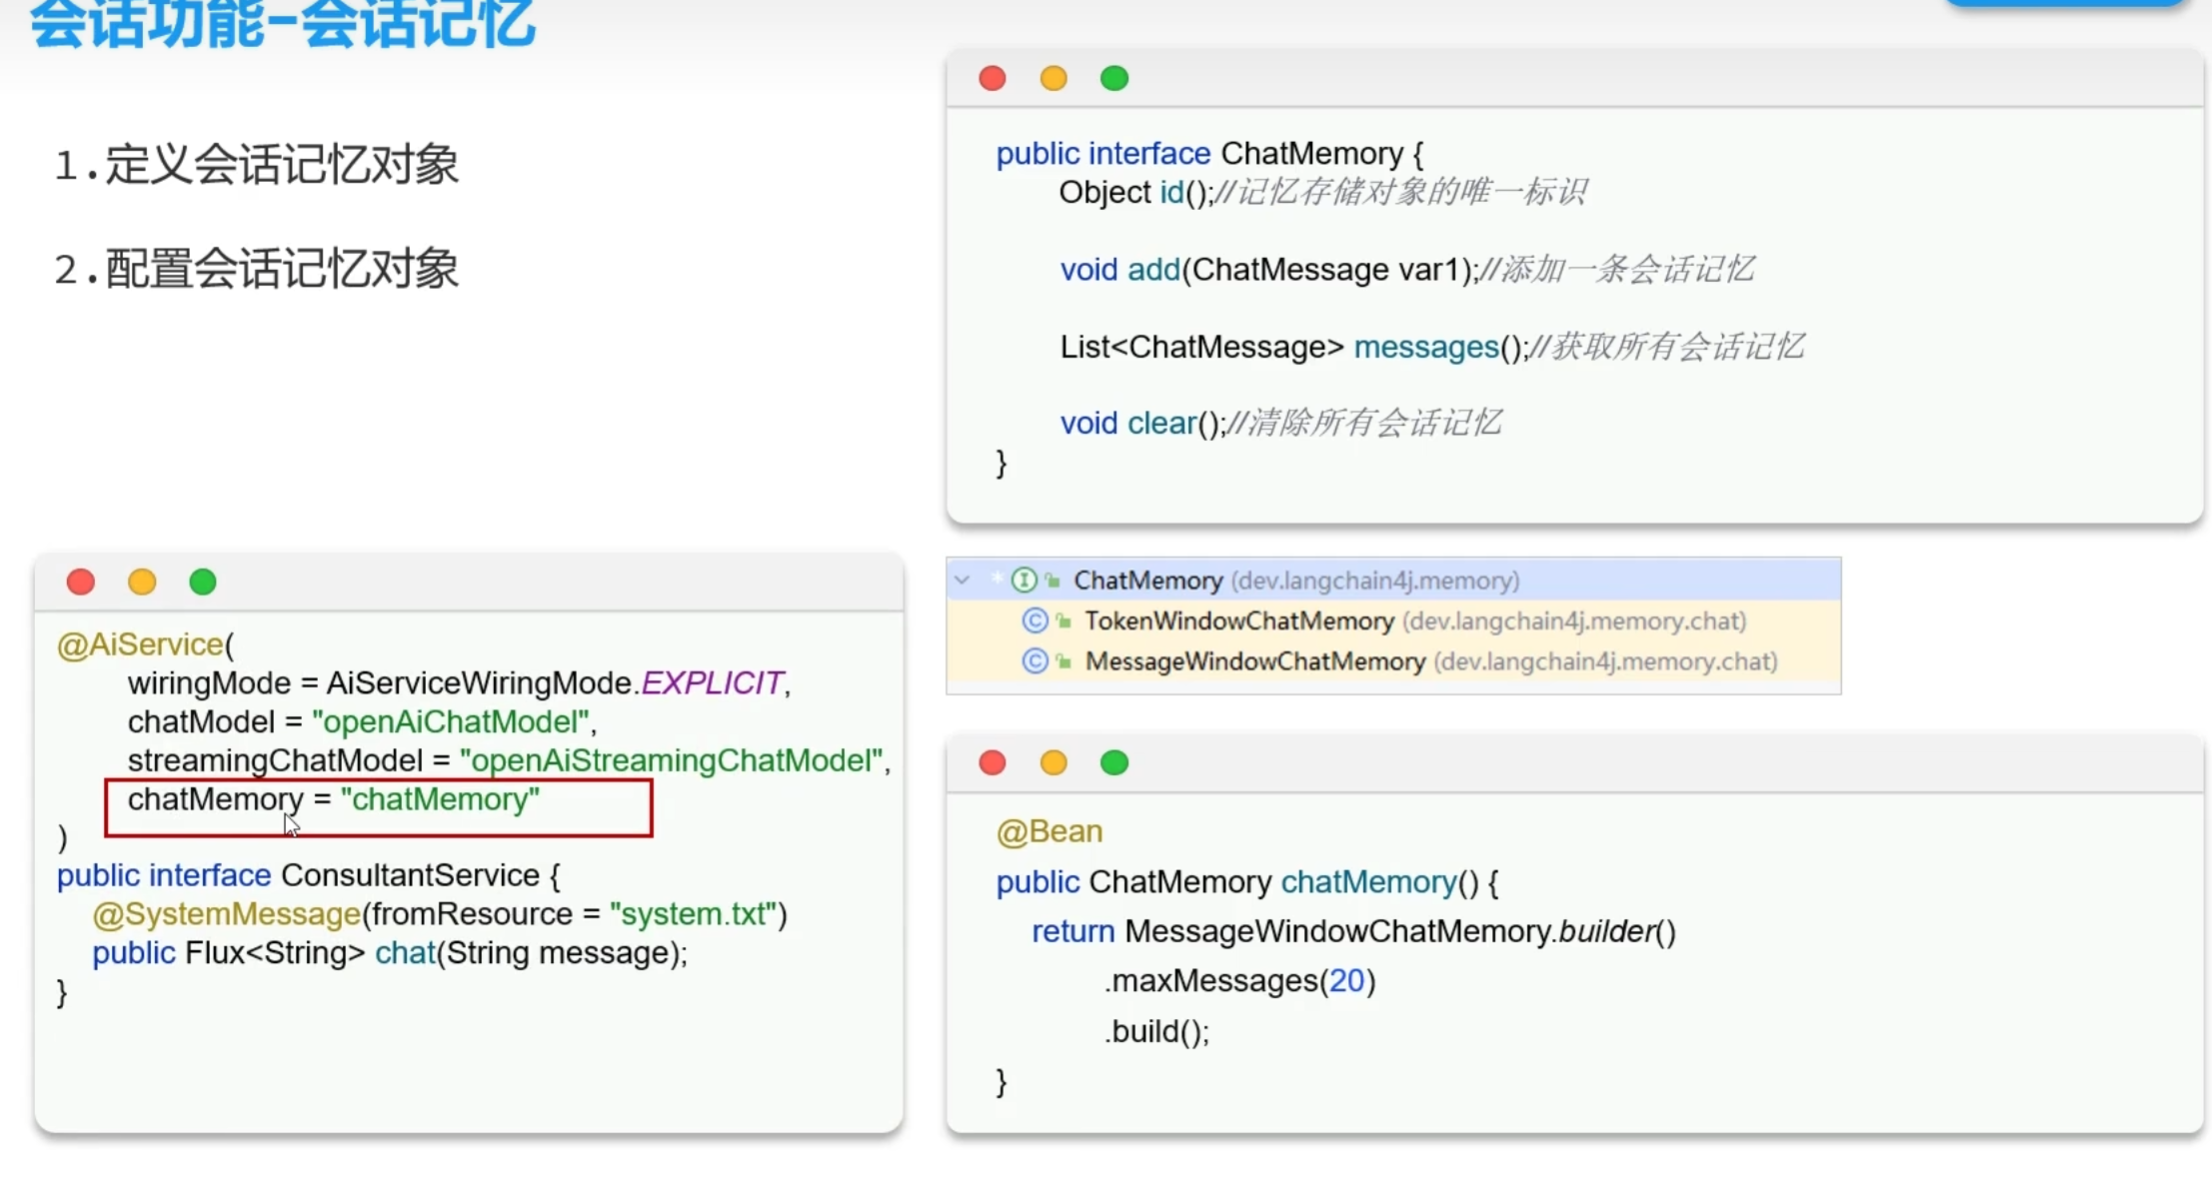 会话功能-会话记忆
1.定义会话记忆对象
2.配置会话记忆对象
public interface ChatMemory {
Object id();//记忆存储对象的唯一标识
void add(ChatMessage var1);//添加一条会话记忆
List<ChatMessage> messages();//获取所有会话记忆
void clear();//清除所有会话记忆
}
ChatMemory (dev.langchain4j.memory)
TokenWindowChatMemory (dev.langchain4j.memory.chat)
MessageWindowChatMemory (dev.langchain4j.memory.chat)
@AiService(
wiringMode = AiServiceWiringMode.EXPLICIT,
chatModel = "openAiChatModel",
streamingChatModel = "openAiStreamingChatModel",
chatMemory = "chatMemory"
)
public interface ConsultantService {
@SystemMessage(fromResource = "system.txt")
public Flux<String> chat(String message);
}
@Bean
public ChatMemory chatMemory() {
return MessageWindowChatMemory.builder()
.maxMessages(20)
.build();
}